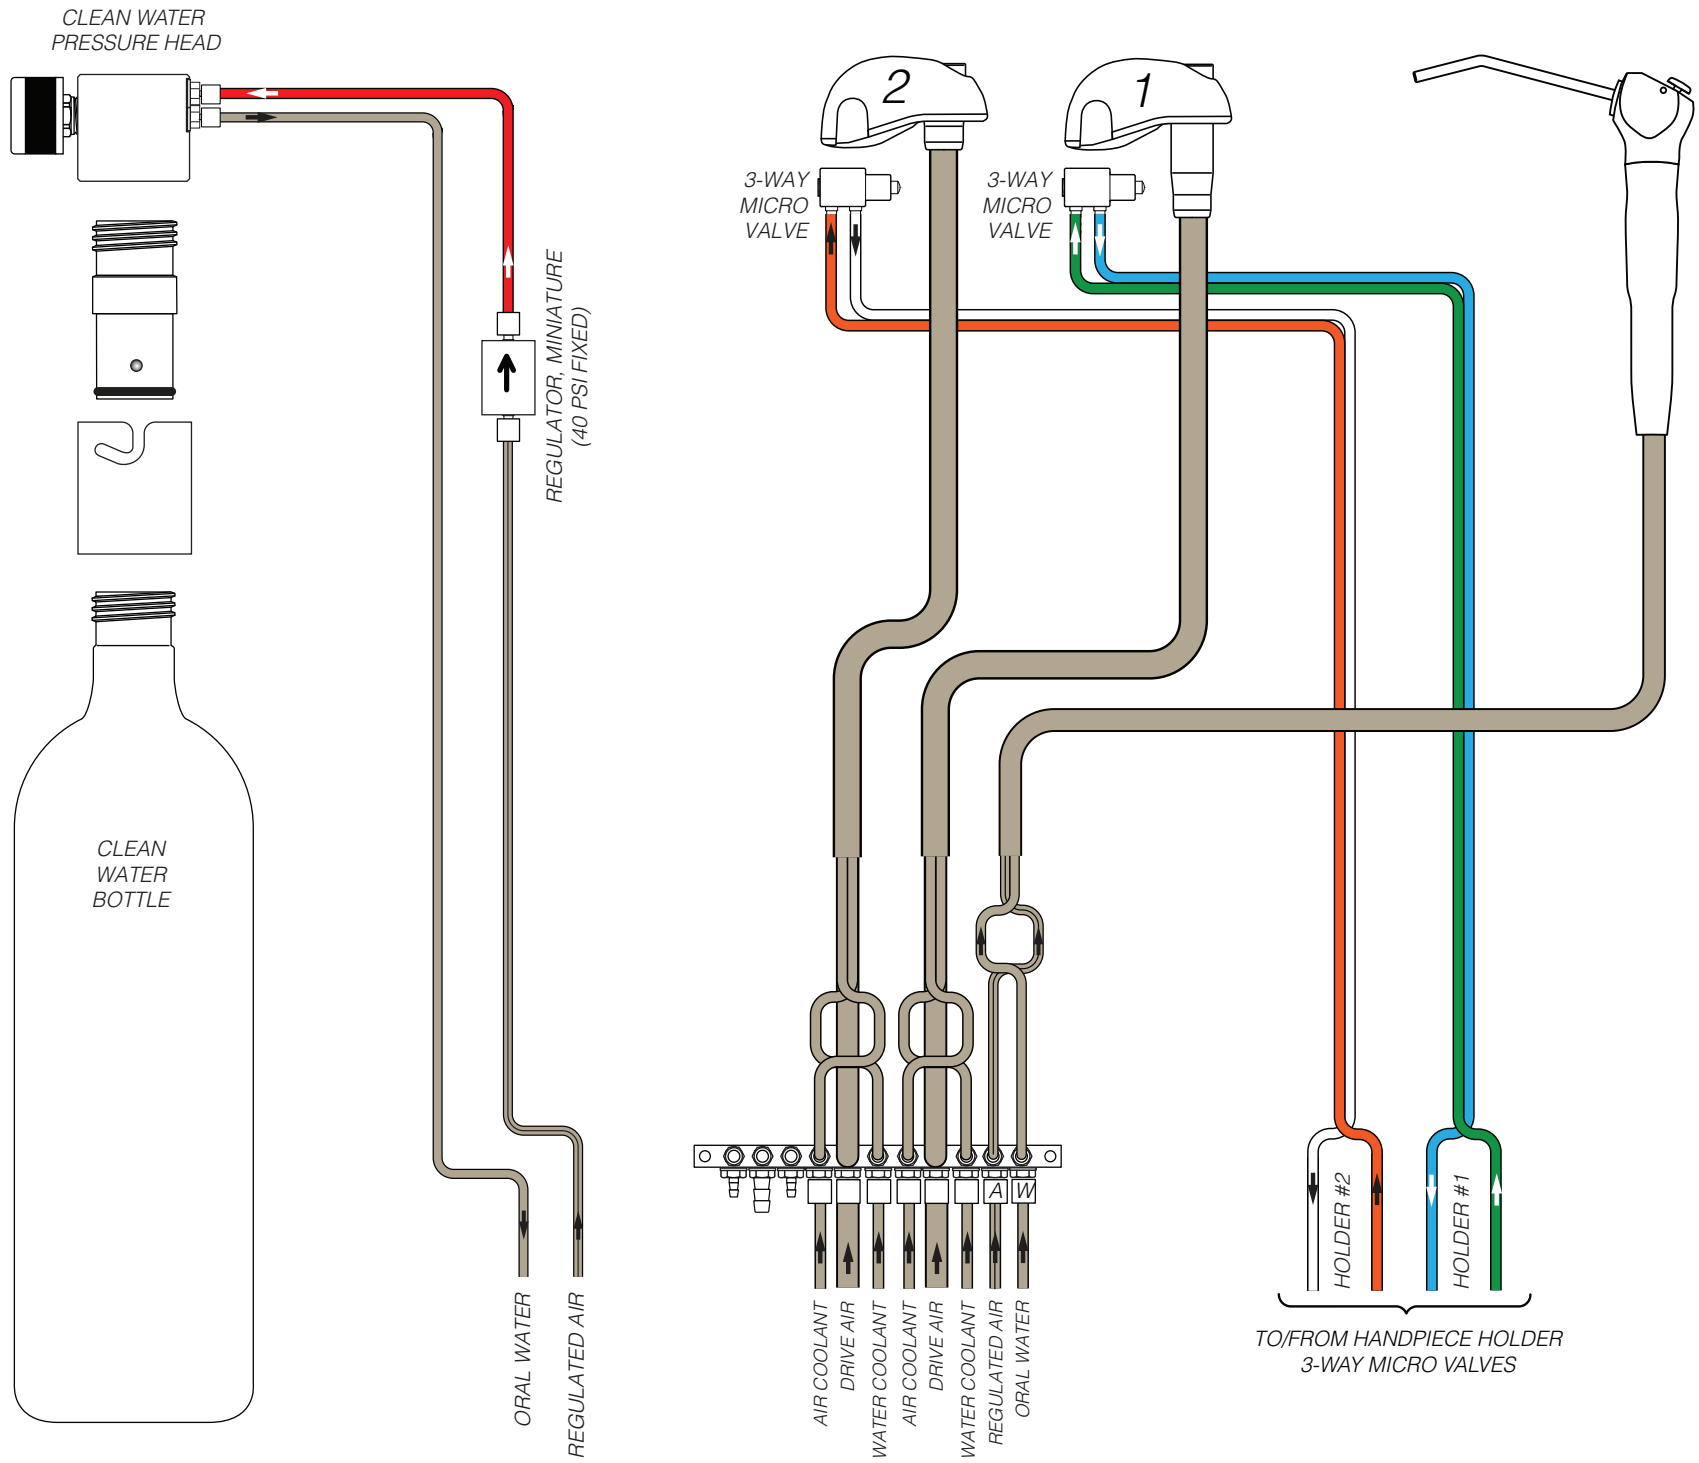 CLEAN WATER
PRESSURE HEAD
2
1
3-WAY
MICRO
VALVE
3-WAY
MICRO
VALVE
REGULATOR, MINIATURE
(40 PSI FIXED)
CLEAN
WATER
BOTTLE
A
W
HOLDER #2
HOLDER #1
ORAL WATER
REGULATED AIR
AIR COOLANT
DRIVE AIR
WATER COOLANT
AIR COOLANT
DRIVE AIR
WATER COOLANT
REGULATED AIR
ORAL WATER
TO/FROM HANDPIECE HOLDER
3-WAY MICRO VALVES